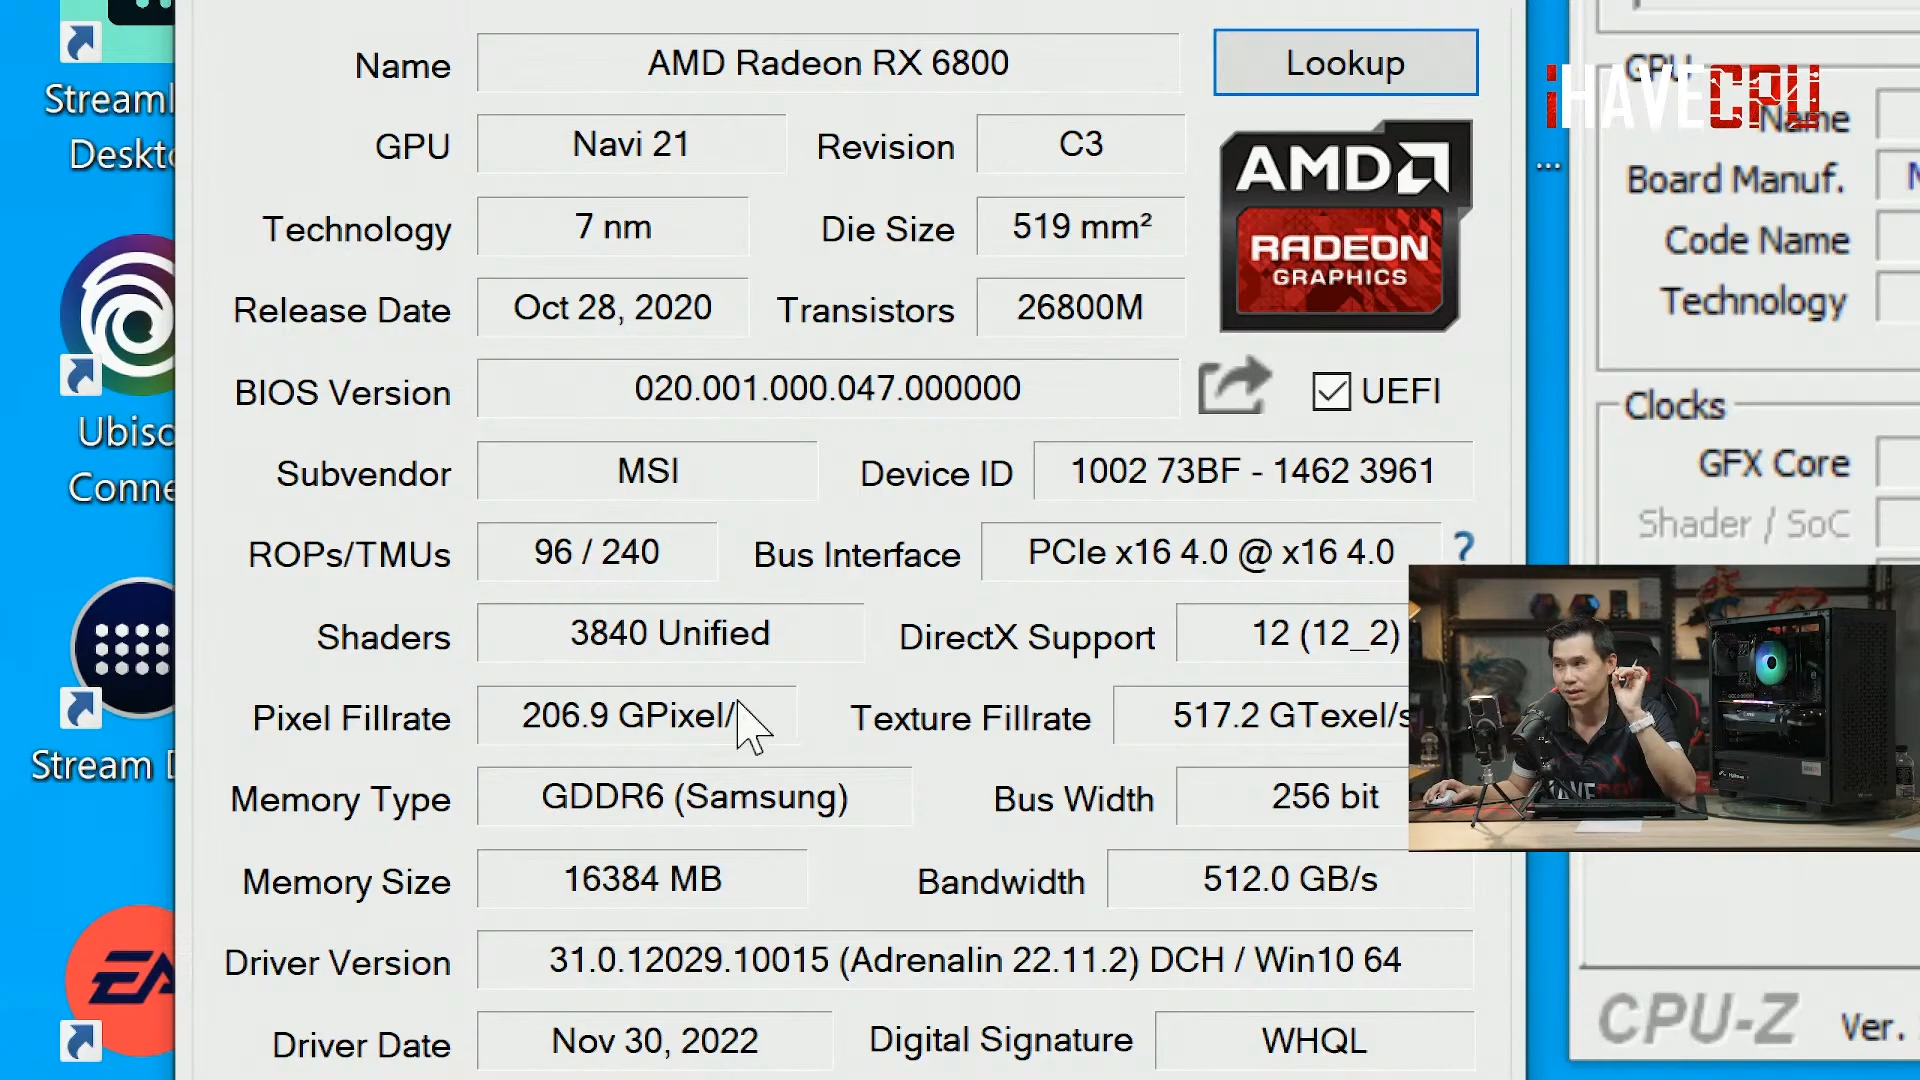 Name AMD Radeon RX 6800 Lookup
GPU Navi 21 Revision C3
AMD
RADEON
GRAPHICS
Technology 7 nm Die Size 519 mm²
Release Date Oct 28, 2020 Transistors 26800M
BIOS Version 020.001.000.047.000000 UEFI
Subvendor MSI Device ID 1002 73BF - 1462 3961
ROPs/TMUs 96 / 240 Bus Interface PCIe x16 4.0 @ x16 4.0 ?
Shaders 3840 Unified DirectX Support 12 (12_2)
Pixel Fillrate 206.9 GPixel/ Texture Fillrate 517.2 GTexel/s
Memory Type GDDR6 (Samsung) Bus Width 256 bit
Memory Size 16384 MB Bandwidth 512.0 GB/s
Driver Version 31.0.12029.10015 (Adrenalin 22.11.2) DCH / Win10 64
Driver Date Nov 30, 2022 Digital Signature WHQL
Streaml
Deskto
Ubiso
Conne
Stream D
EA
iHAVECPU
...
GPU
Name
Board Manuf.
Code Name
Technology
Clocks
GFX Core
Shader / SoC
CPU-Z Ver.